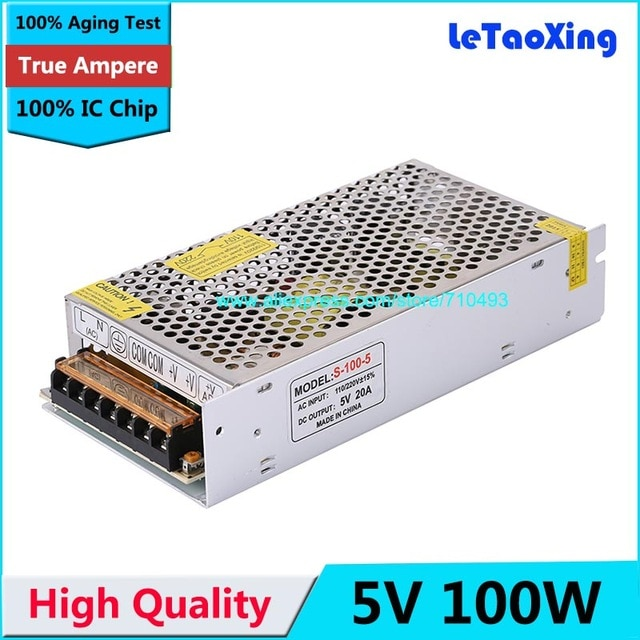 100% Aging Test
True Ampere
100% IC Chip
LeTaoXing
220V
CAUTION
www.aliexpress.com/store/710493
L N
(AC)
COM COM +V +V
MODEL:S-100-5
AC INPUT: 110/220V±15%
DC OUTPUT: 5V 20A
MADE IN CHINA
High Quality
5V 100W